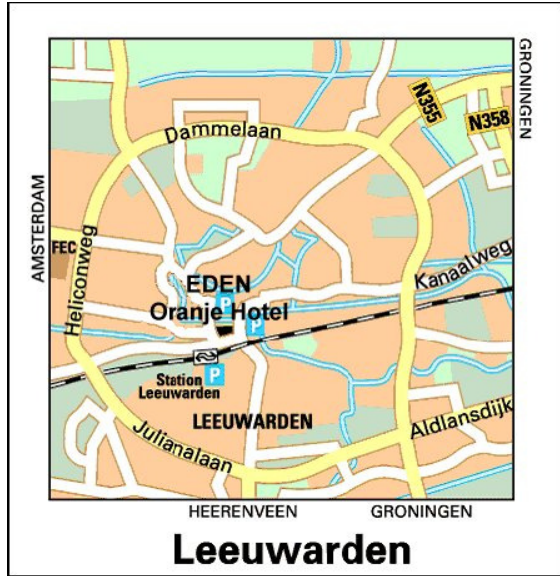 GRONINGEN
N355
N358
Dammelaan
AMSTERDAM
FEC
Heliconweg
Kanaalweg
EDEN
P
Oranje Hotel
P
P
Station
Leeuwarden
LEEUWARDEN
Julianalaan
Aldlansdijk
HEERENVEEN
GRONINGEN
Leeuwarden